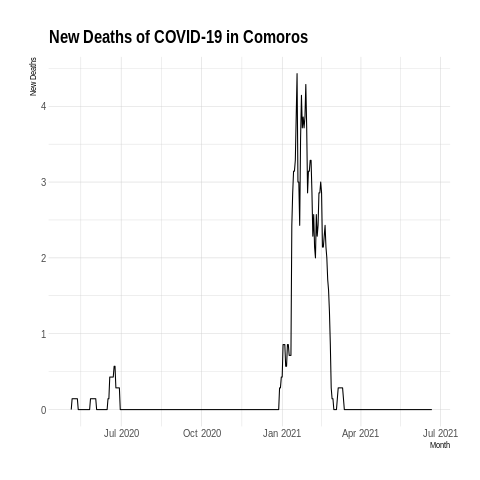 New Deaths of COVID-19 in Comoros
New Deaths
4
3
2
1
0
Jul 2020 Oct 2020 Jan 2021 Apr 2021 Jul 2021
Month